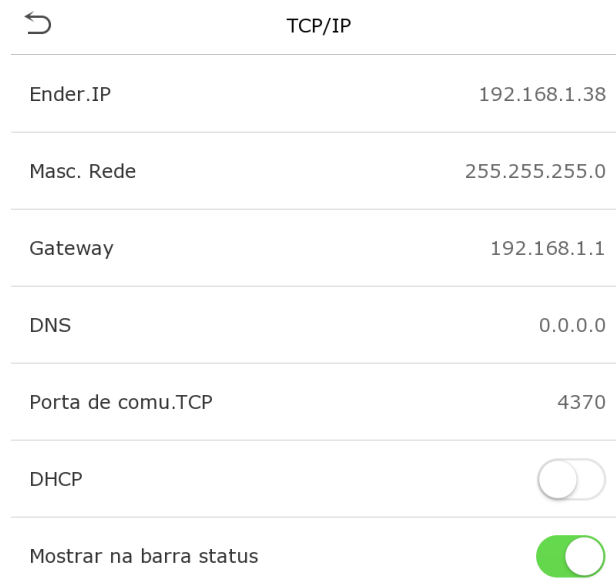 TCP/IP
Ender.IP 192.168.1.38
Masc. Rede 255.255.255.0
Gateway 192.168.1.1
DNS 0.0.0.0
Porta de comu.TCP 4370
DHCP
Mostrar na barra status